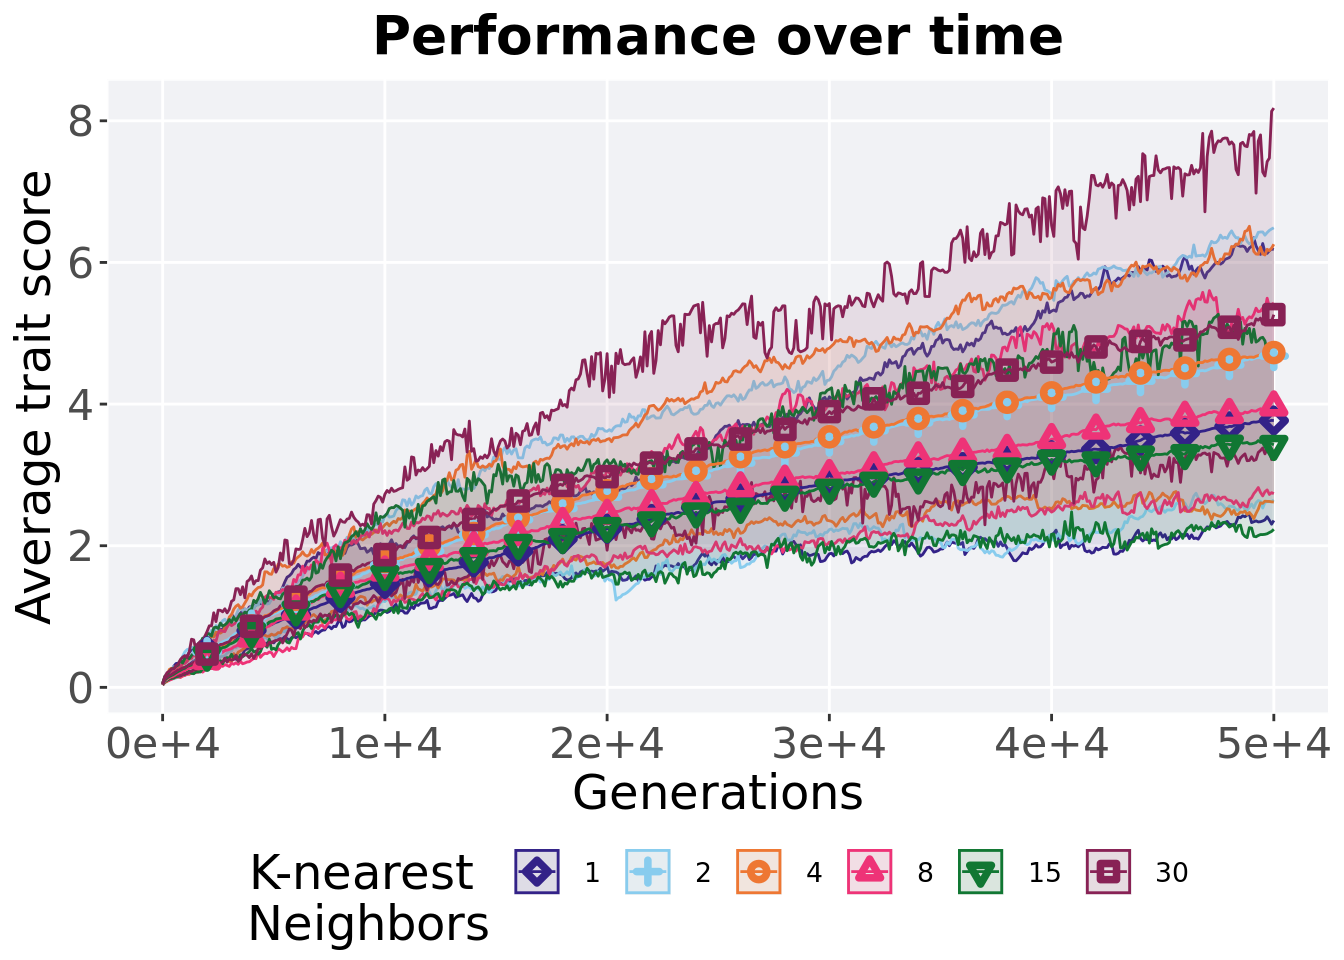 Performance over time
Average trait score
8
6
4
2
0
0e+4 1e+4 2e+4 3e+4 4e+4 5e+4
Generations
K-nearest
Neighbors
1 2 4 8 15 30